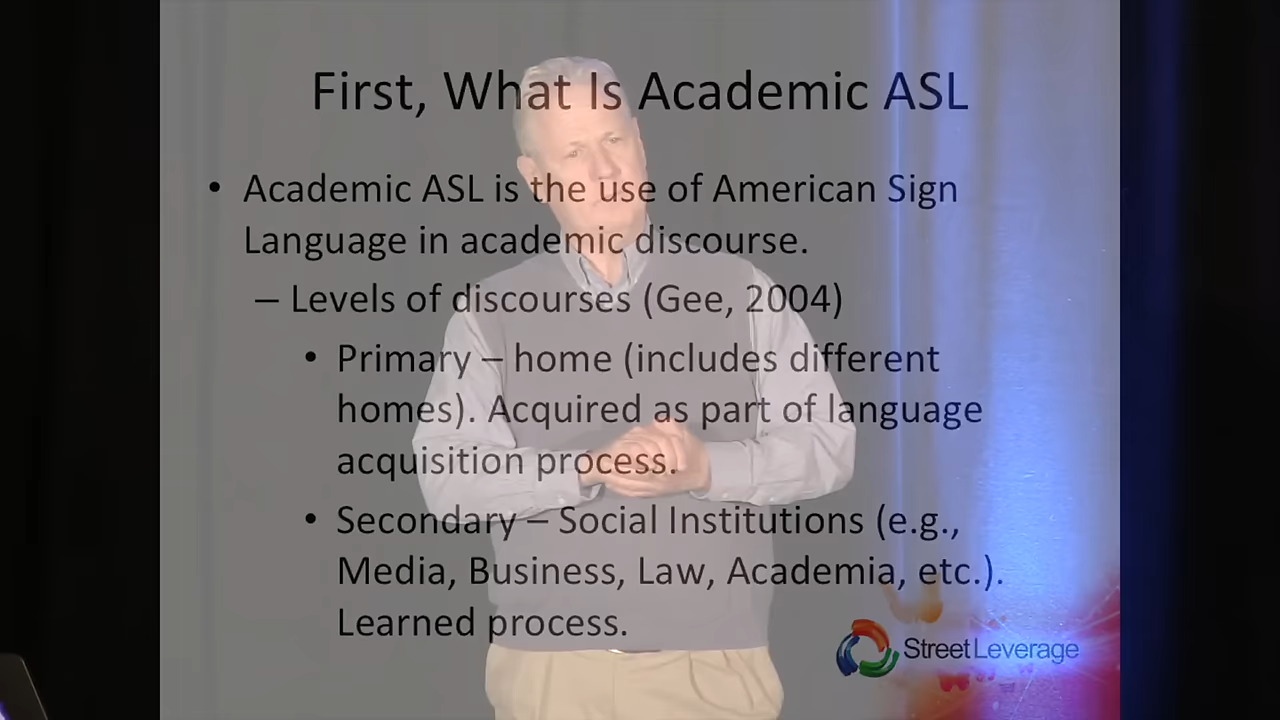 First, What Is Academic ASL
• Academic ASL is the use of American Sign
Language in academic discourse.
– Levels of discourses (Gee, 2004)
• Primary – home (includes different
homes). Acquired as part of language
acquisition process.
• Secondary – Social Institutions (e.g.,
Media, Business, Law, Academia, etc.).
Learned process.
StreetLeverage